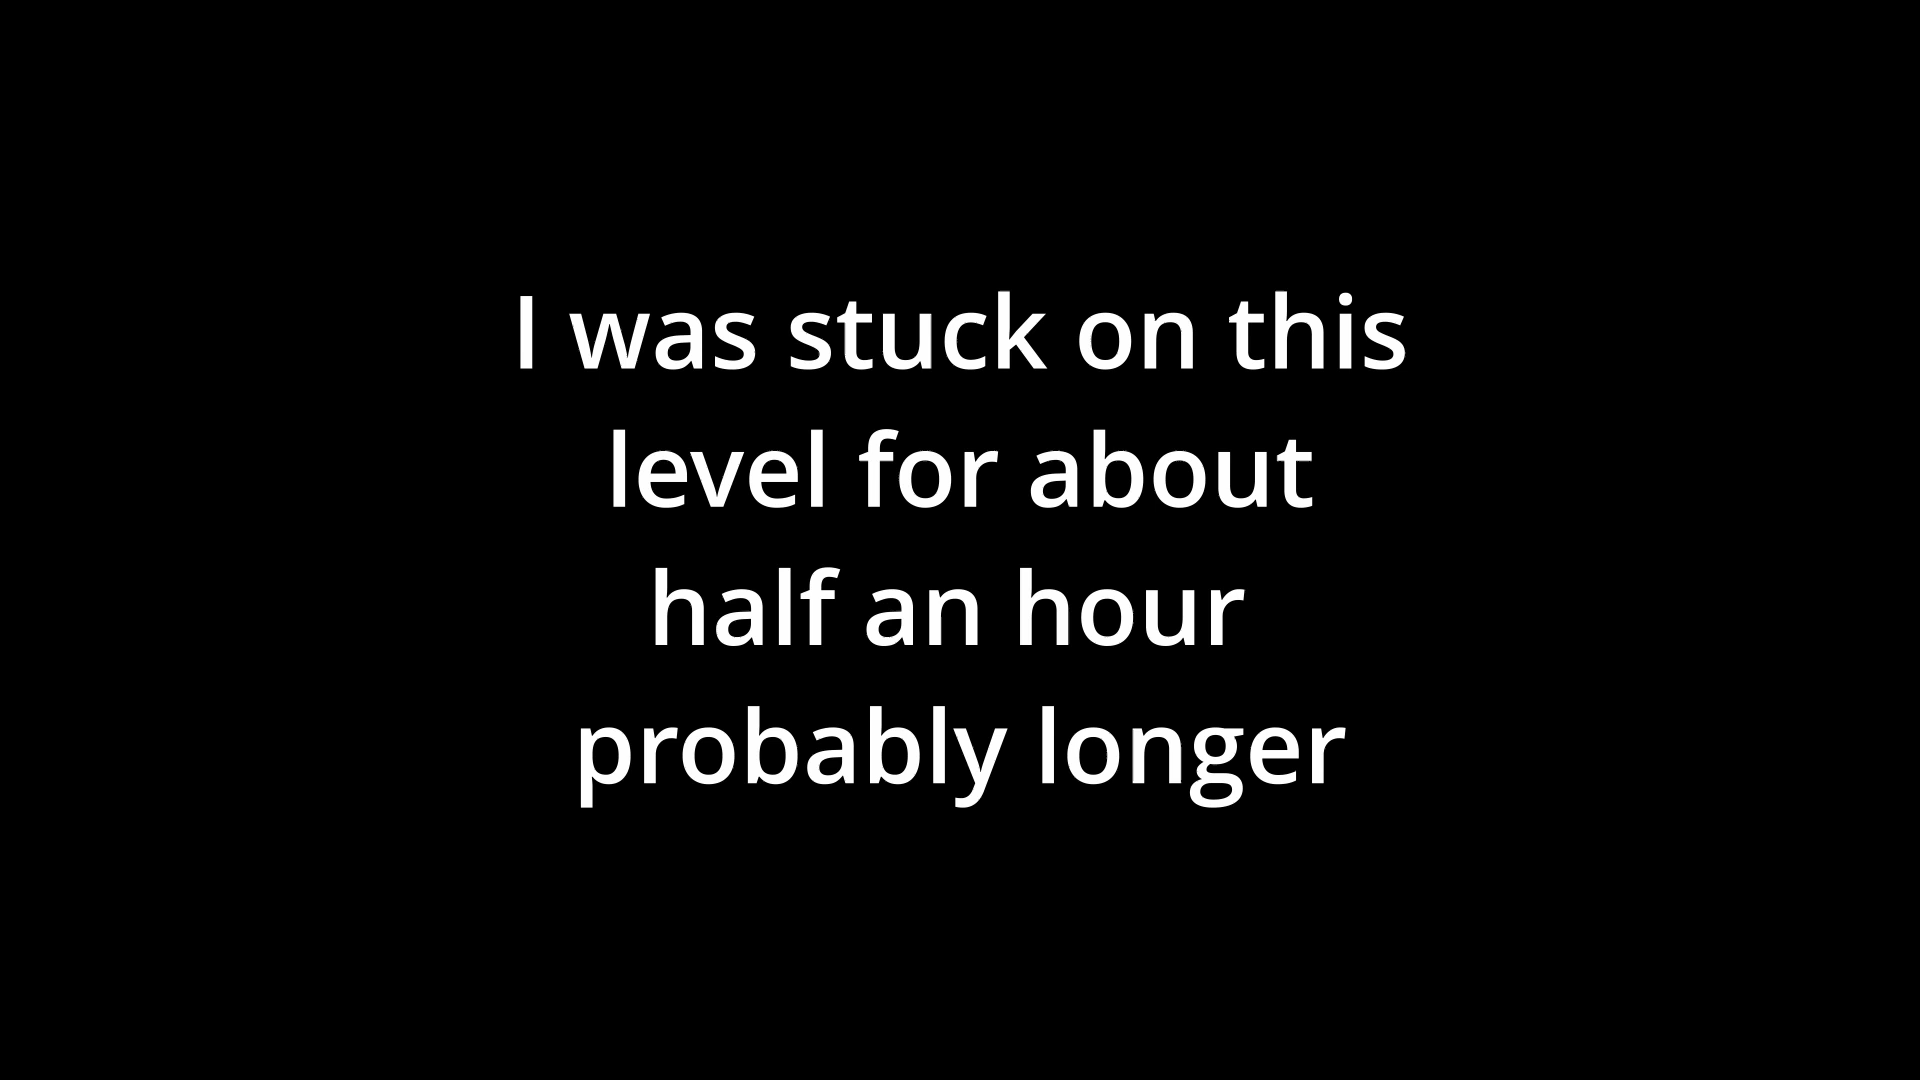 I was stuck on this
level for about
half an hour
probably longer